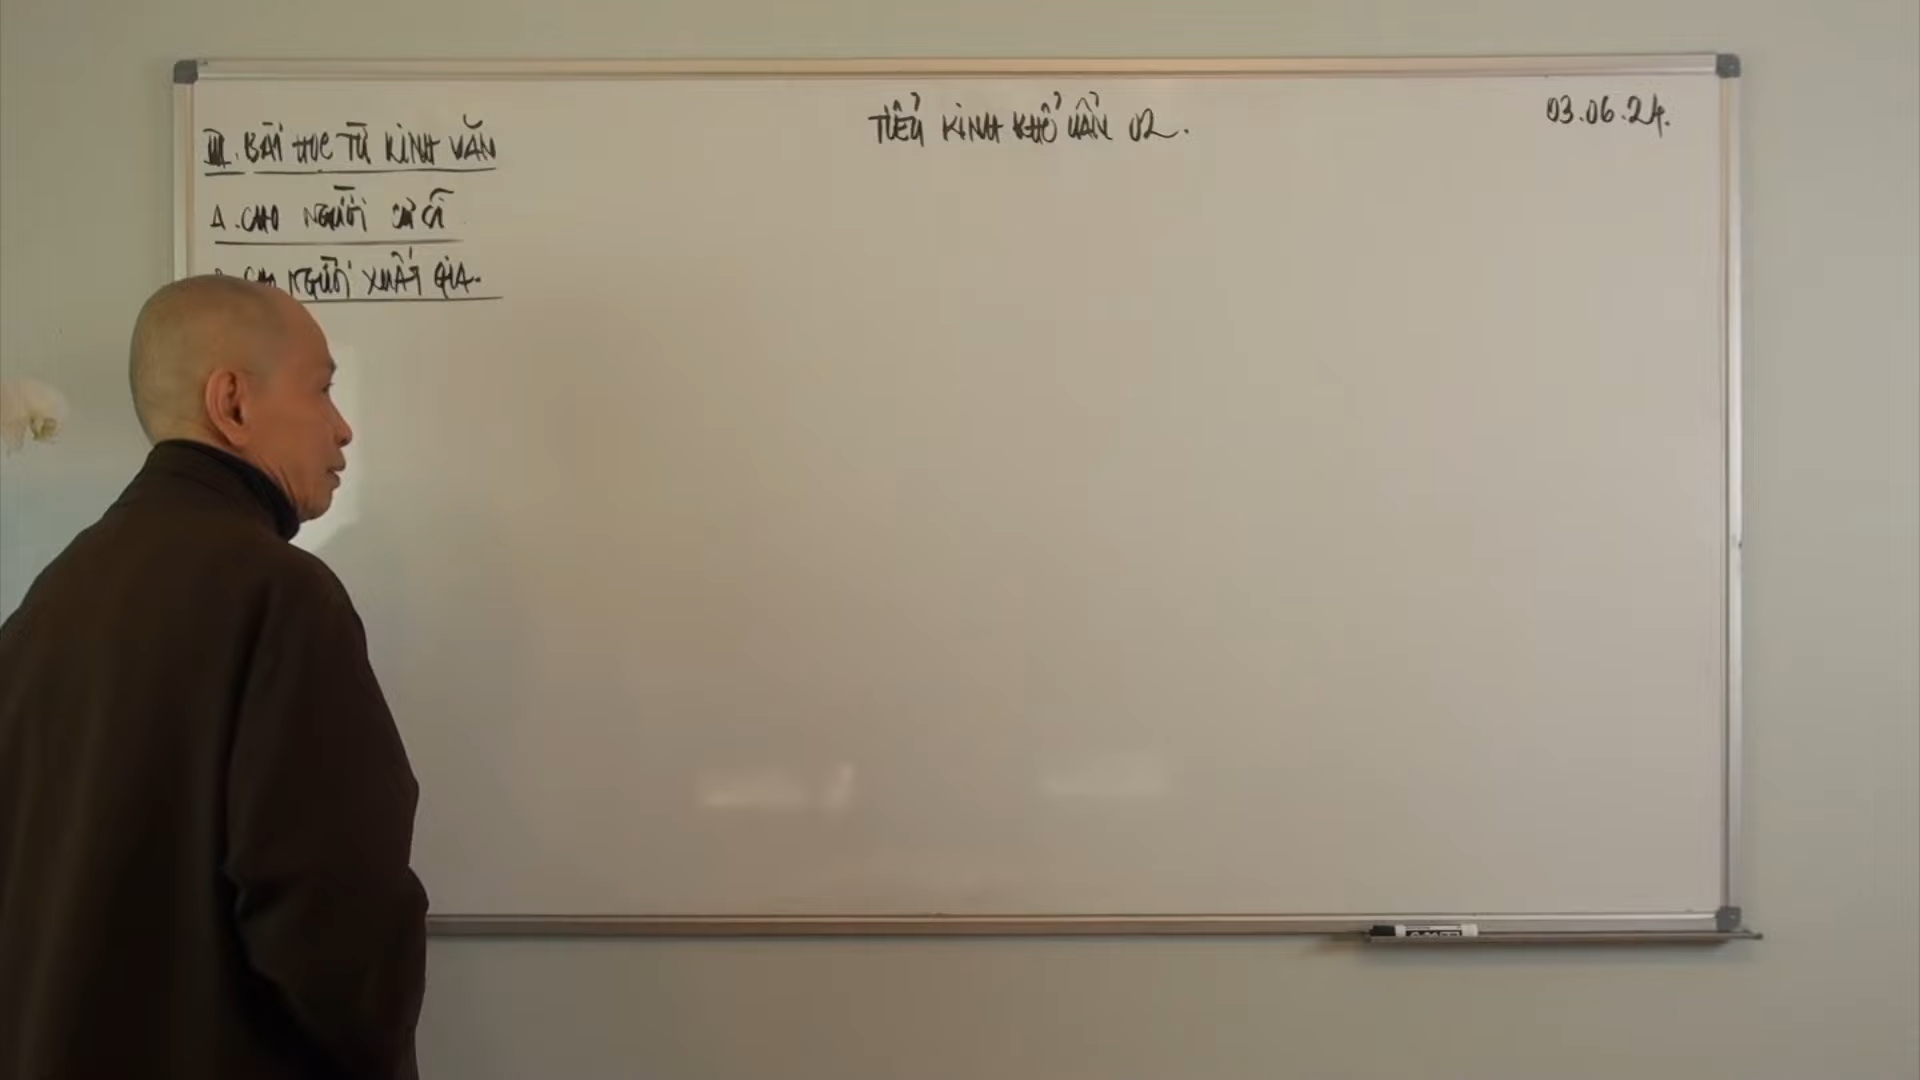 TIỂU KINH KHỔ UẨN 02.
03.06.24.
III. BÀI HỌC TỪ KINH VĂN
A. CHO NGƯỜI CƯ SĨ
CHO NGƯỜI XUẤT GIA.